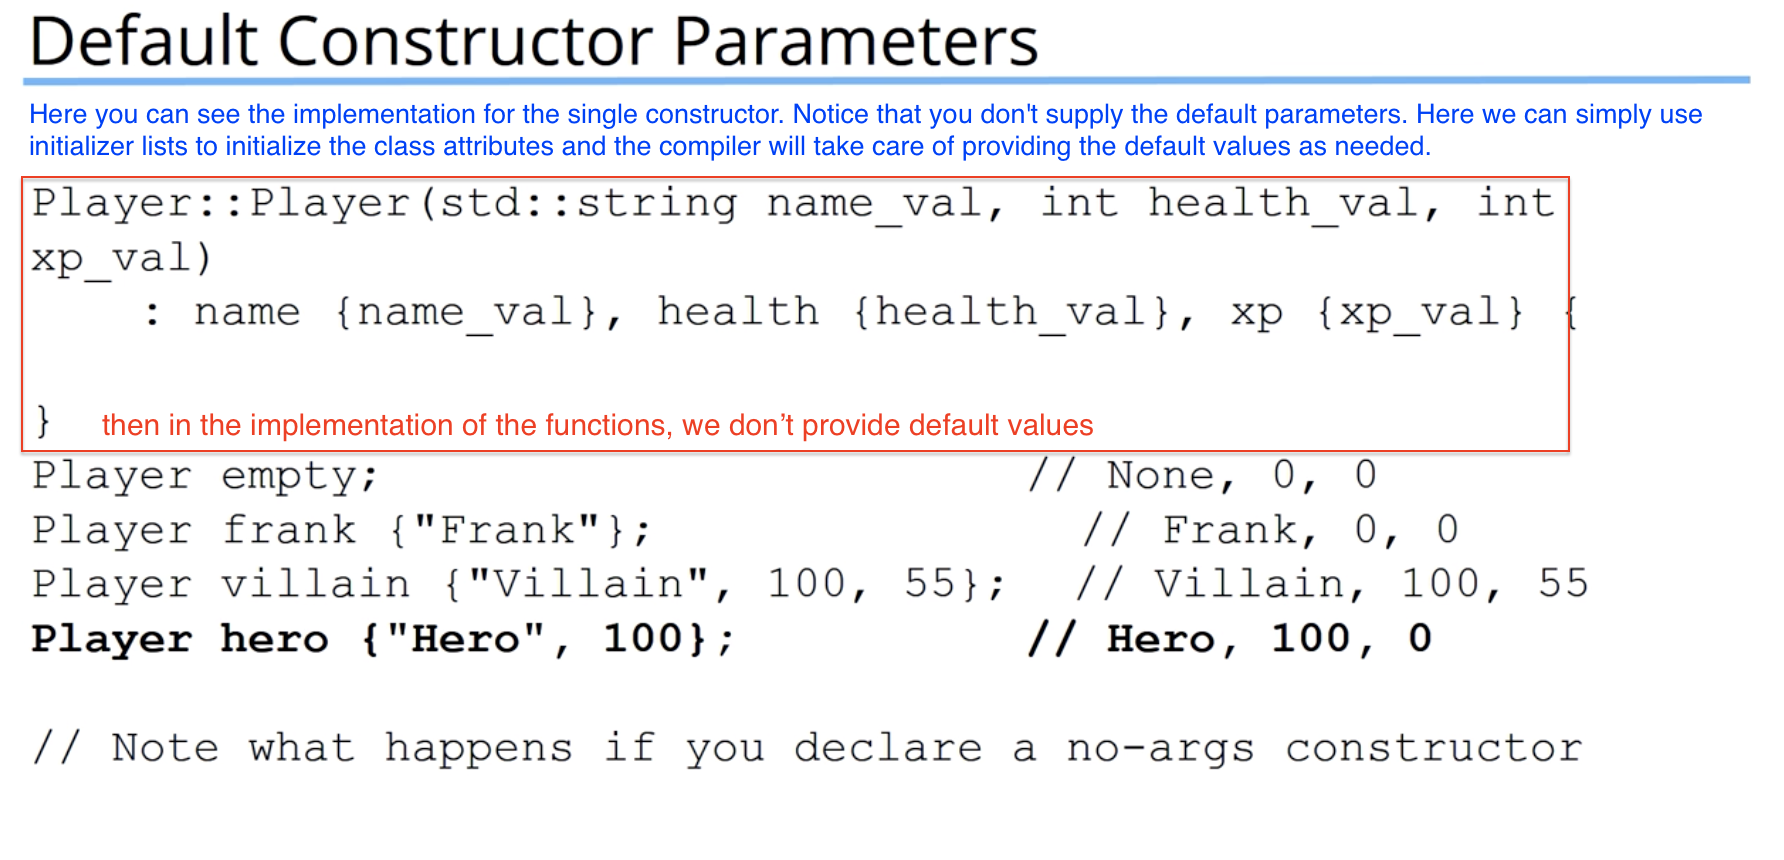 Default Constructor Parameters
Here you can see the implementation for the single constructor. Notice that you don't supply the default parameters. Here we can simply use
initializer lists to initialize the class attributes and the compiler will take care of providing the default values as needed.
Player::Player(std::string name_val, int health_val, int
xp_val)
    : name {name_val}, health {health_val}, xp {xp_val} {
}   then in the implementation of the functions, we don’t provide default values
Player empty;                       // None, 0, 0
Player frank {"Frank"};             // Frank, 0, 0
Player villain {"Villain", 100, 55};   // Villain, 100, 55
Player hero {"Hero", 100};          // Hero, 100, 0
// Note what happens if you declare a no-args constructor